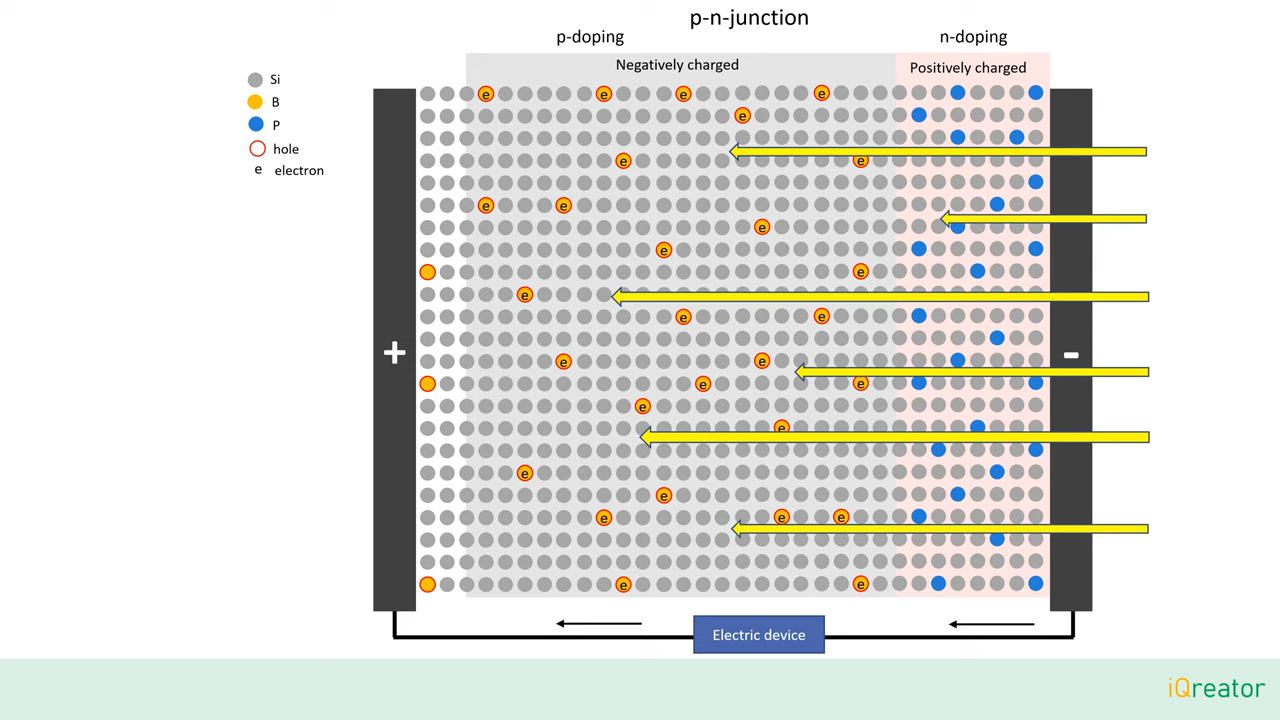 p-n-junction
p-doping
n-doping
Negatively charged
Positively charged
Si
B
P
hole
e electron
e e e e
e
e e
e e
e
e
e
e
e e
e e
e e
e
e
e
e
e e e
e e
+
-
Electric device
iQreator